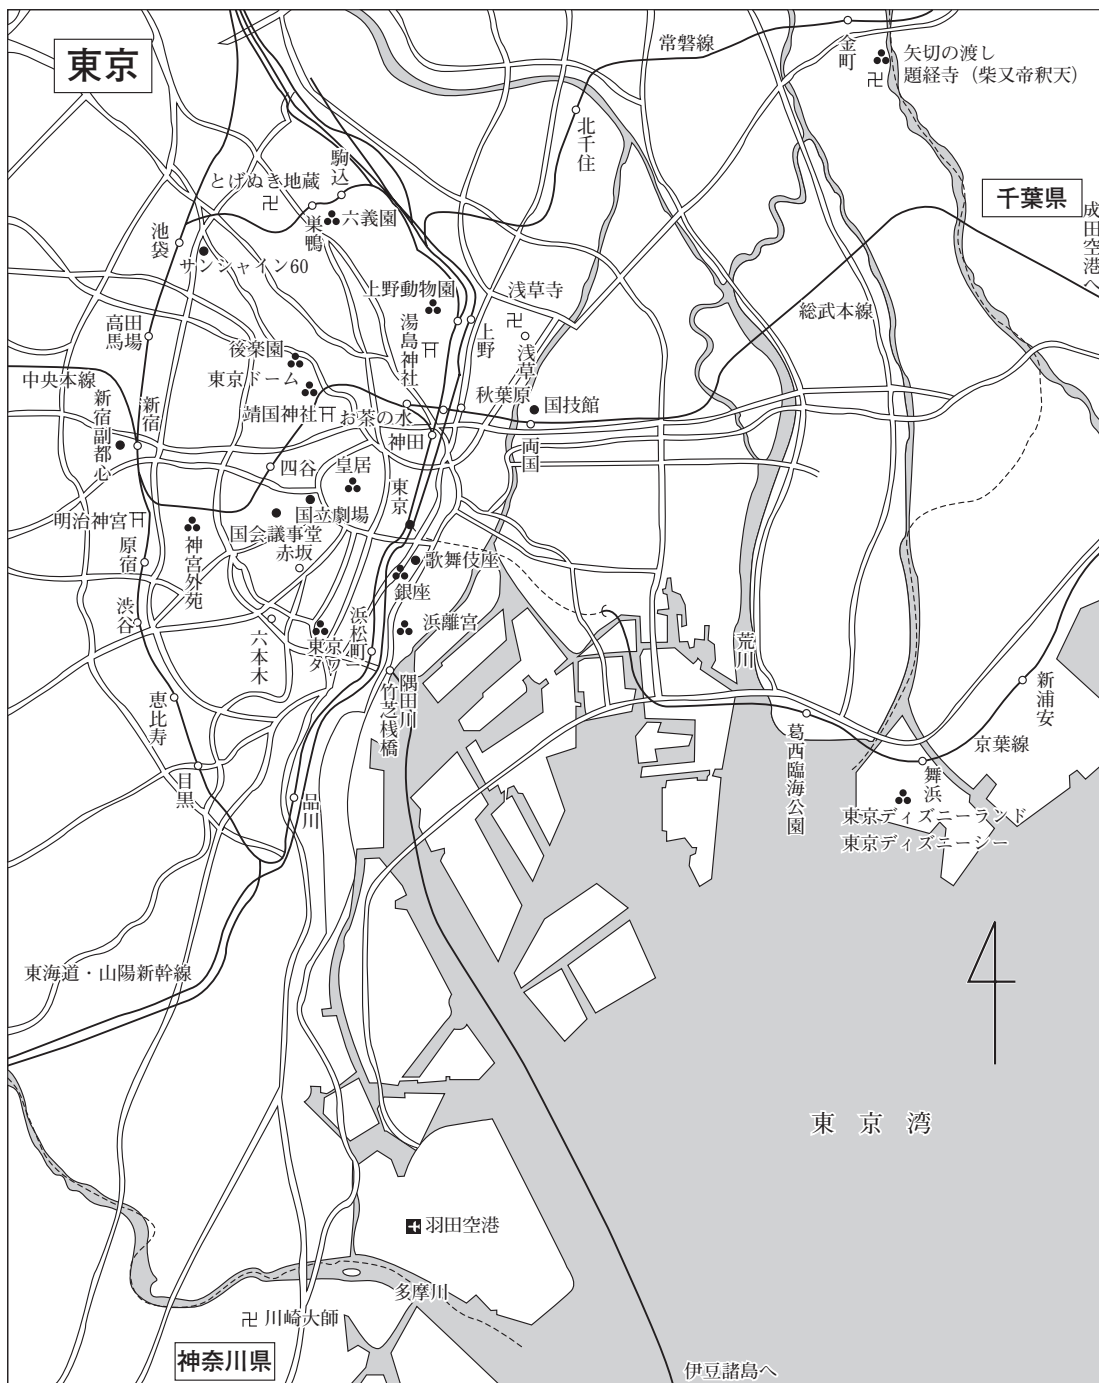 東京
常磐線
金町
矢切の渡し
題経寺（柴又帝釈天）
北千住
駒込
とげぬき地蔵
巣鴨
六義園
千葉県
成田空港へ
池袋
サンシャイン60
上野動物園
浅草寺
総武本線
高田
馬場
湯島神社
上野
浅草
後楽園
東京ドーム
中央本線
新宿副都心
新宿
靖国神社
お茶の水
秋葉原
国技館
神田
両国
四谷
皇居
東京
国立劇場
明治神宮
神宮外苑
国会議事堂
赤坂
原宿
歌舞伎座
銀座
渋谷
六本木
東京タワー
浜松町
浜離宮
荒川
恵比寿
竹芝桟橋
隅田川
新浦安
葛西臨海公園
京葉線
目黒
品川
舞浜
東京ディズニーランド
東京ディズニーシー
東海道・山陽新幹線
東京湾
羽田空港
多摩川
川崎大師
神奈川県
伊豆諸島へ